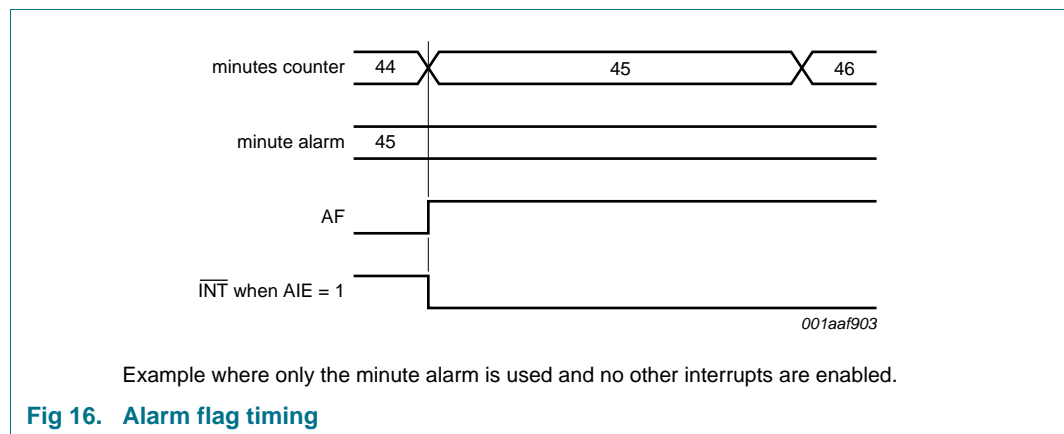 minutes counter 44 45 46
minute alarm 45
AF
INT when AIE = 1
001aaf903
Example where only the minute alarm is used and no other interrupts are enabled.
Fig 16. Alarm flag timing